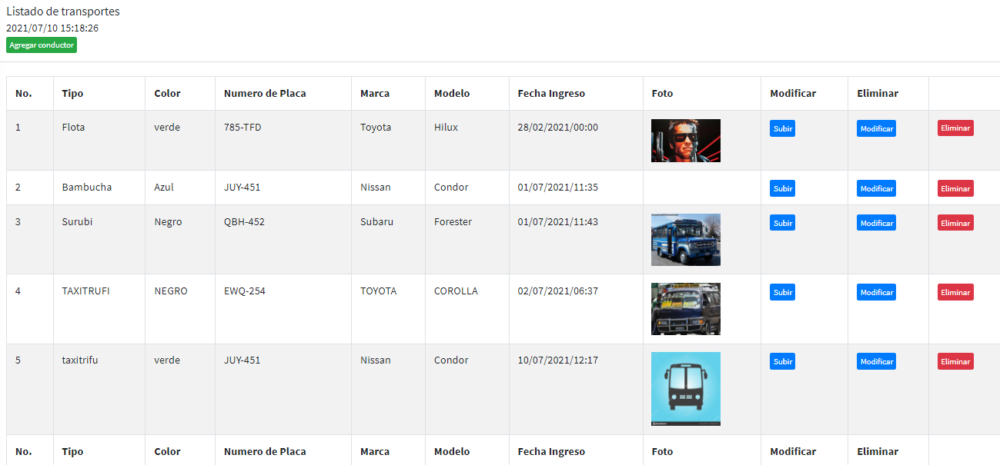 Listado de transportes
2021/07/10 15:18:26
Agregar conductor
No. Tipo Color Numero de Placa Marca Modelo Fecha Ingreso Foto Modificar Eliminar
1 Flota verde 785-TFD Toyota Hilux 28/02/2021/00:00 Subir Modificar Eliminar
2 Bambucha Azul JUY-451 Nissan Condor 01/07/2021/11:35 Subir Modificar Eliminar
3 Surubi Negro QBH-452 Subaru Forester 01/07/2021/11:43 Subir Modificar Eliminar
4 TAXITRUFI NEGRO EWQ-254 TOYOTA COROLLA 02/07/2021/06:37 Subir Modificar Eliminar
5 taxitrifu verde JUY-451 Nissan Condor 10/07/2021/12:17 Subir Modificar Eliminar
No. Tipo Color Numero de Placa Marca Modelo Fecha Ingreso Foto Modificar Eliminar